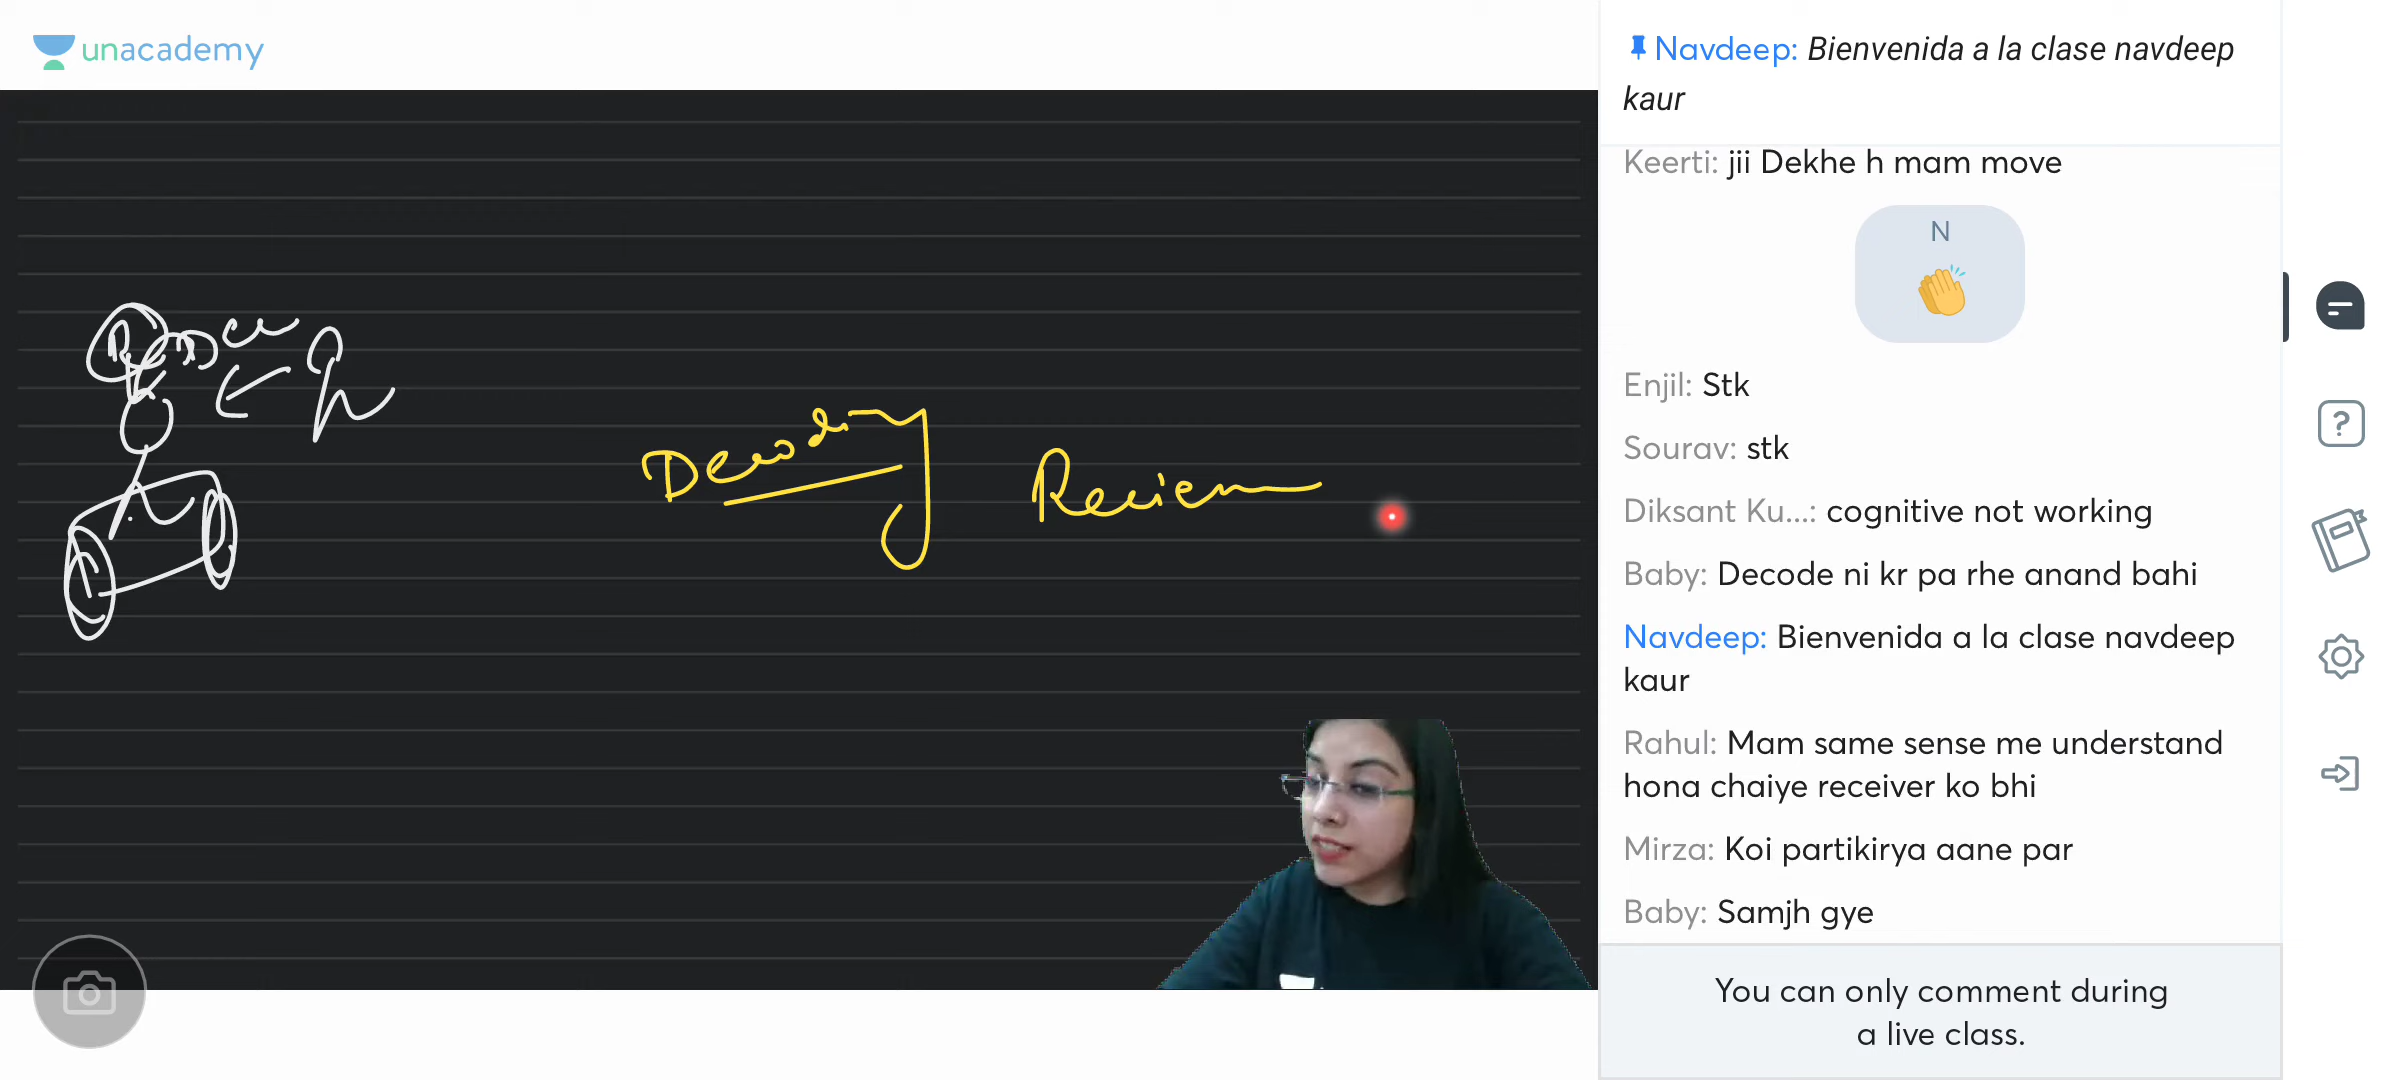 unacademy
Decoding Reciever
Navdeep: Bienvenida a la clase navdeep
kaur
Keerti: jii Dekhe h mam move
N
Enjil: Stk
Sourav: stk
Diksant Ku...: cognitive not working
Baby: Decode ni kr pa rhe anand bahi
Navdeep: Bienvenida a la clase navdeep
kaur
Rahul: Mam same sense me understand
hona chaiye receiver ko bhi
Mirza: Koi partikirya aane par
Baby: Samjh gye
You can only comment during
a live class.